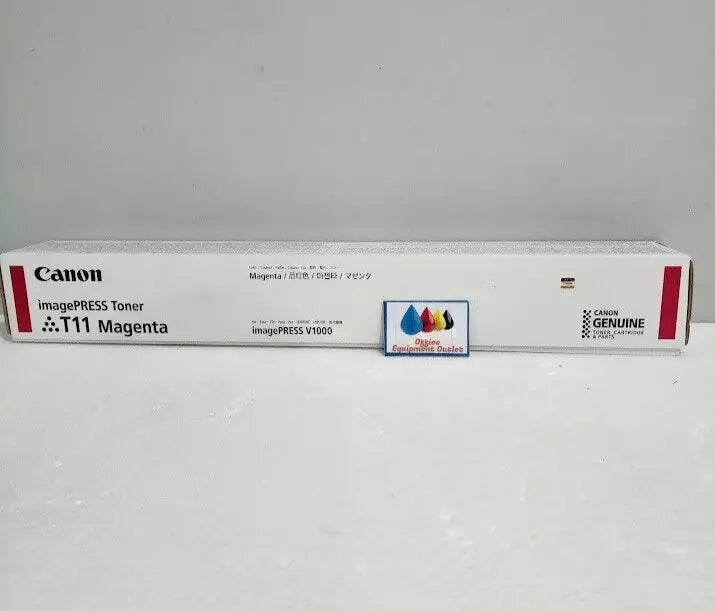 Canon
imagePRESS Toner
T11 Magenta
Magenta / 品红色 / 마젠타 / マゼンタ
imagePRESS V1000
Office
Equipment Outlet
CANON
GENUINE
TONER, CARTRIDGE
& PARTS